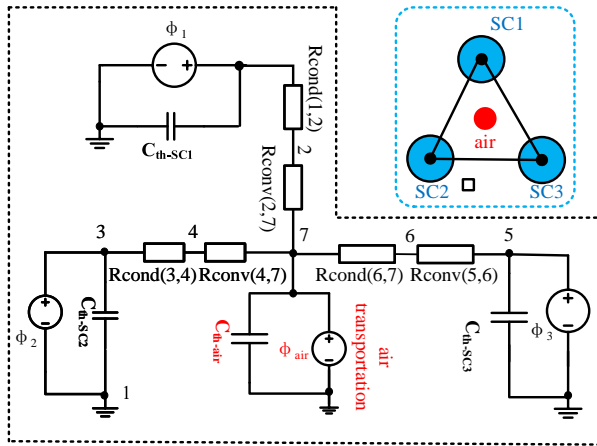 ϕ1
Cth-SC1
Rcond(1,2)
2
Rconv(2,7)
SC1
air
SC2
SC3
3
4
7
6
5
Rcond(3,4)
Rconv(4,7)
Rcond(6,7)
Rconv(5,6)
ϕ2
Cth-SC2
1
Cth-air
ϕair
air
transportation
Cth-SC3
ϕ3